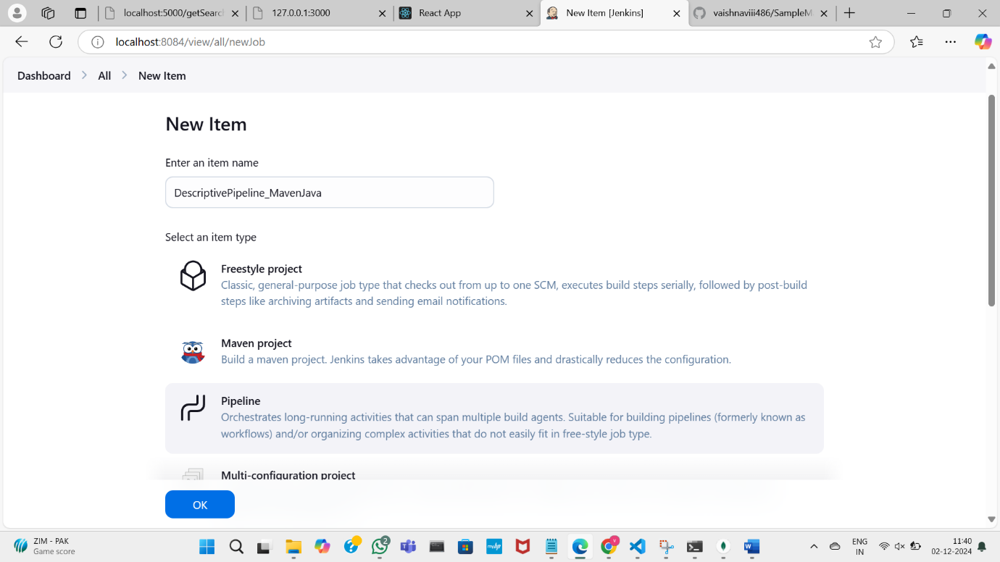 localhost:5000/getSearch
127.0.0.1:3000
React App
New Item [Jenkins]
vaishnaviii486/SampleM
localhost:8084/view/all/newJob
Dashboard All New Item
New Item
Enter an item name
DescriptivePipeline_MavenJava
Select an item type
Freestyle project
Classic, general-purpose job type that checks out from up to one SCM, executes build steps serially, followed by post-build
steps like archiving artifacts and sending email notifications.
Maven project
Build a maven project. Jenkins takes advantage of your POM files and drastically reduces the configuration.
Pipeline
Orchestrates long-running activities that can span multiple build agents. Suitable for building pipelines (formerly known as
workflows) and/or organizing complex activities that do not easily fit in free-style job type.
Multi-configuration project
OK
ZIM - PAK
Game score
2
ENG
IN
11:40
02-12-2024